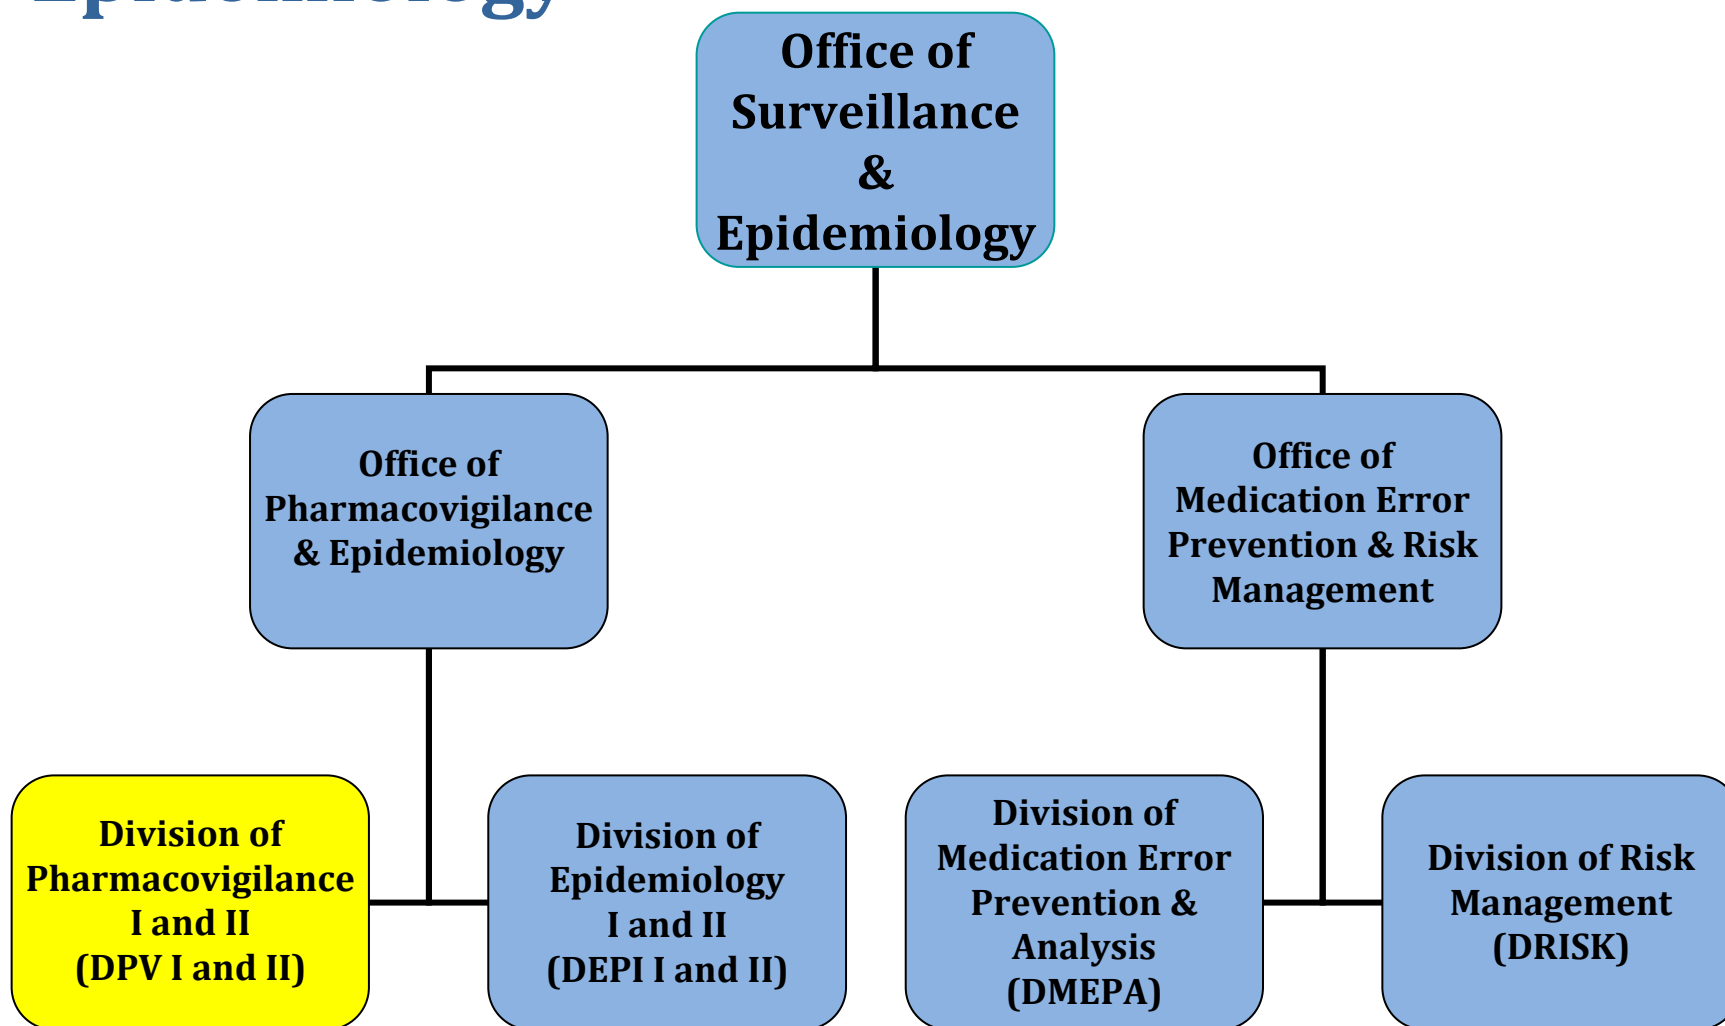 Epidemiology
Office of
Surveillance
&
Epidemiology
Office of
Pharmacovigilance
& Epidemiology
Office of
Medication Error
Prevention & Risk
Management
Division of
Pharmacovigilance
I and II
(DPV I and II)
Division of
Epidemiology
I and II
(DEPI I and II)
Division of
Medication Error
Prevention &
Analysis
(DMEPA)
Division of Risk
Management
(DRISK)